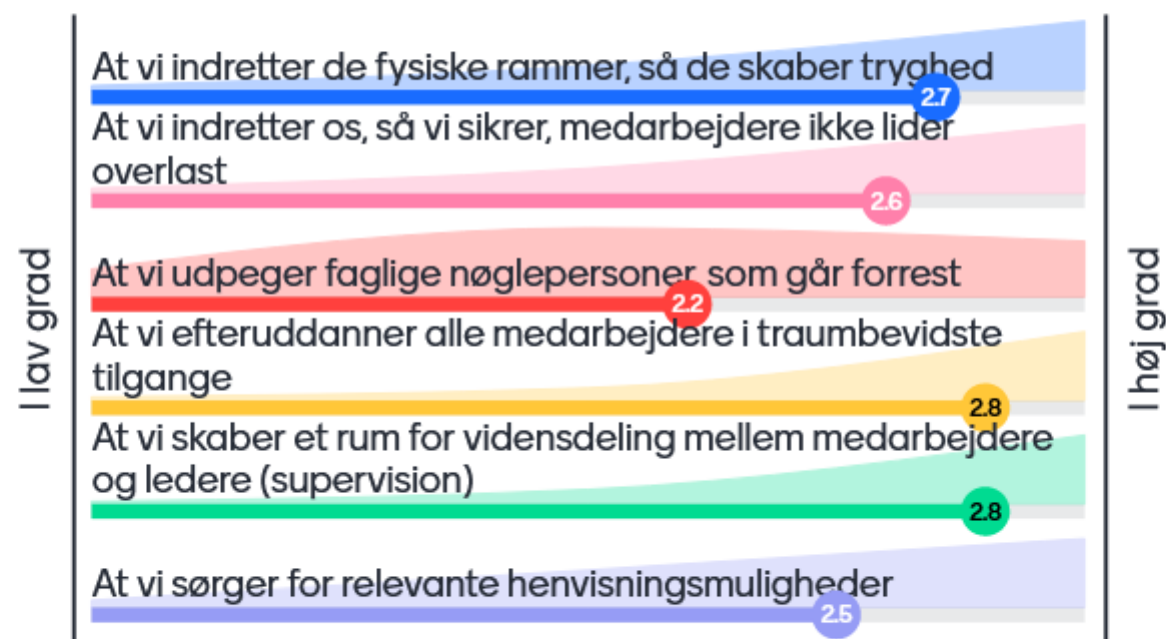 At vi indretter de fysiske rammer, så de skaber tryghed
2.7
At vi indretter os, så vi sikrer, medarbejdere ikke lider
overlast
2.6
At vi udpeger faglige nøglepersoner, som går forrest
2.2
At vi efteruddanner alle medarbejdere i traumbevidste
tilgange
2.8
At vi skaber et rum for vidensdeling mellem medarbejdere
og ledere (supervision)
2.8
At vi sørger for relevante henvisningsmuligheder
2.5
I lav grad
I høj grad